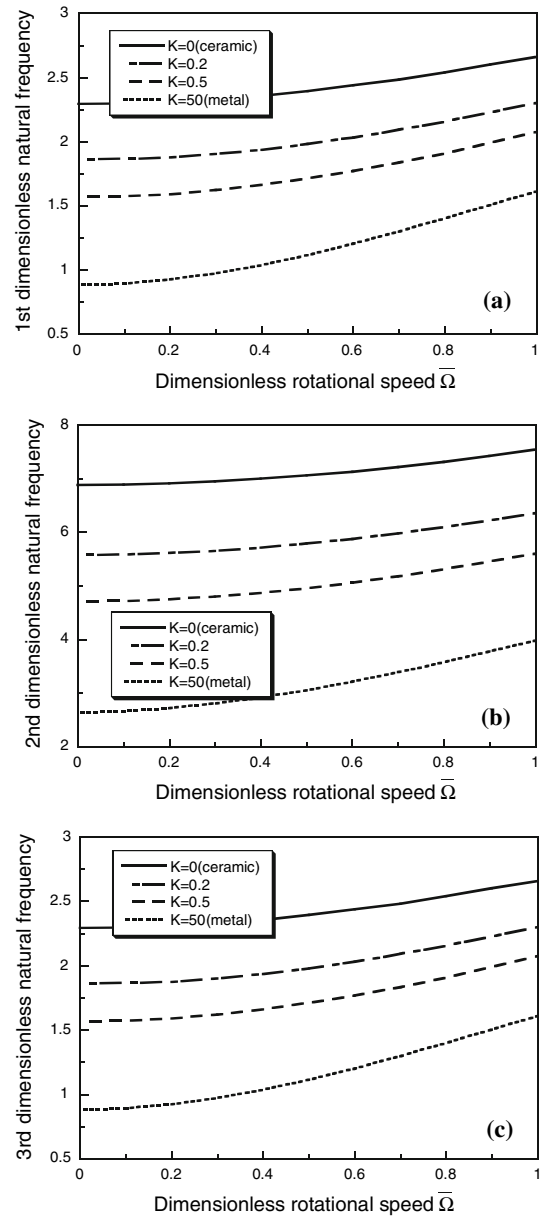 3
2.5
2
1.5
1
0.5
1st dimensionless natural frequency
K=0(ceramic)
K=0.2
K=0.5
K=50(metal)
(a)
0 0.2 0.4 0.6 0.8 1
Dimensionless rotational speed Ω̅
8
6
4
2
2nd dimensionless natural frequency
K=0(ceramic)
K=0.2
K=0.5
K=50(metal)
(b)
0 0.2 0.4 0.6 0.8 1
Dimensionless rotational speed Ω̅
3
2.5
2
1.5
1
0.5
3rd dimensionless natural frequency
K=0(ceramic)
K=0.2
K=0.5
K=50(metal)
(c)
0 0.2 0.4 0.6 0.8 1
Dimensionless rotational speed Ω̅